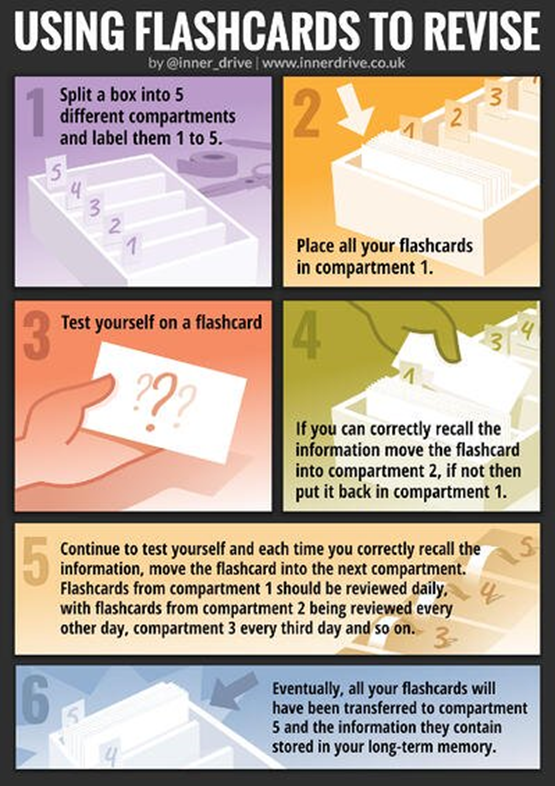 USING FLASHCARDS TO REVISE
by @inner_drive | www.innerdrive.co.uk
1
Split a box into 5
different compartments
and label them 1 to 5.
5
4
3
2
1
2
1
2
3
Place all your flashcards
in compartment 1.
3
Test yourself on a flashcard
???
4
1
3
4
If you can correctly recall the
information move the flashcard
into compartment 2, if not then
put it back in compartment 1.
5
Continue to test yourself and each time you correctly recall the
information, move the flashcard into the next compartment.
Flashcards from compartment 1 should be reviewed daily,
with flashcards from compartment 2 being reviewed every
other day, compartment 3 every third day and so on.
5
4
3
6
5
4
Eventually, all your flashcards will
have been transferred to compartment
5 and the information they contain
stored in your long-term memory.